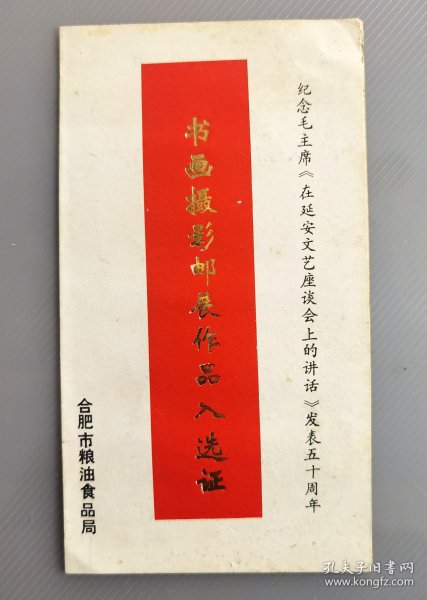 纪念毛主席《在延安文艺座谈会上的讲话》发表五十周年
书画摄影邮展作品入选证
合肥市粮油食品局
孔夫子旧书网
www.kongfz.com